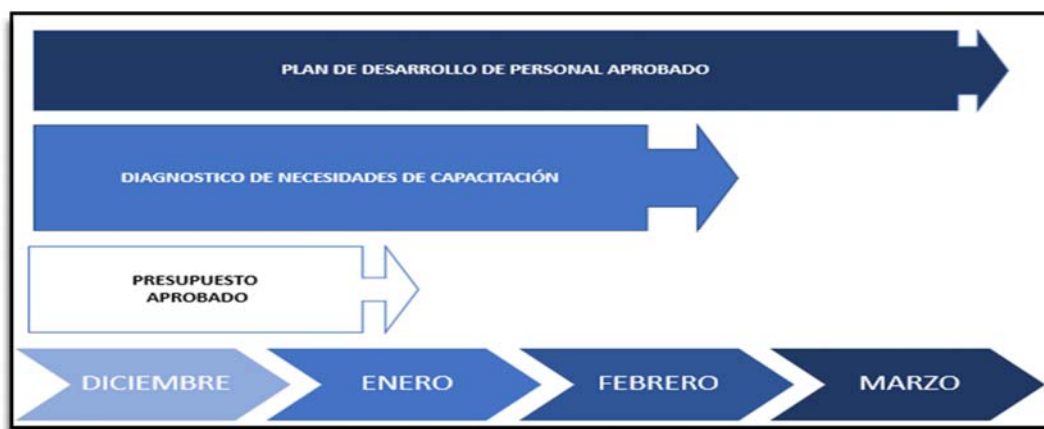 PLAN DE DESARROLLO DE PERSONAL APROBADO
DIAGNOSTICO DE NECESIDADES DE CAPACITACIÓN
PRESUPUESTO
APROBADO
DICIEMBRE
ENERO
FEBRERO
MARZO